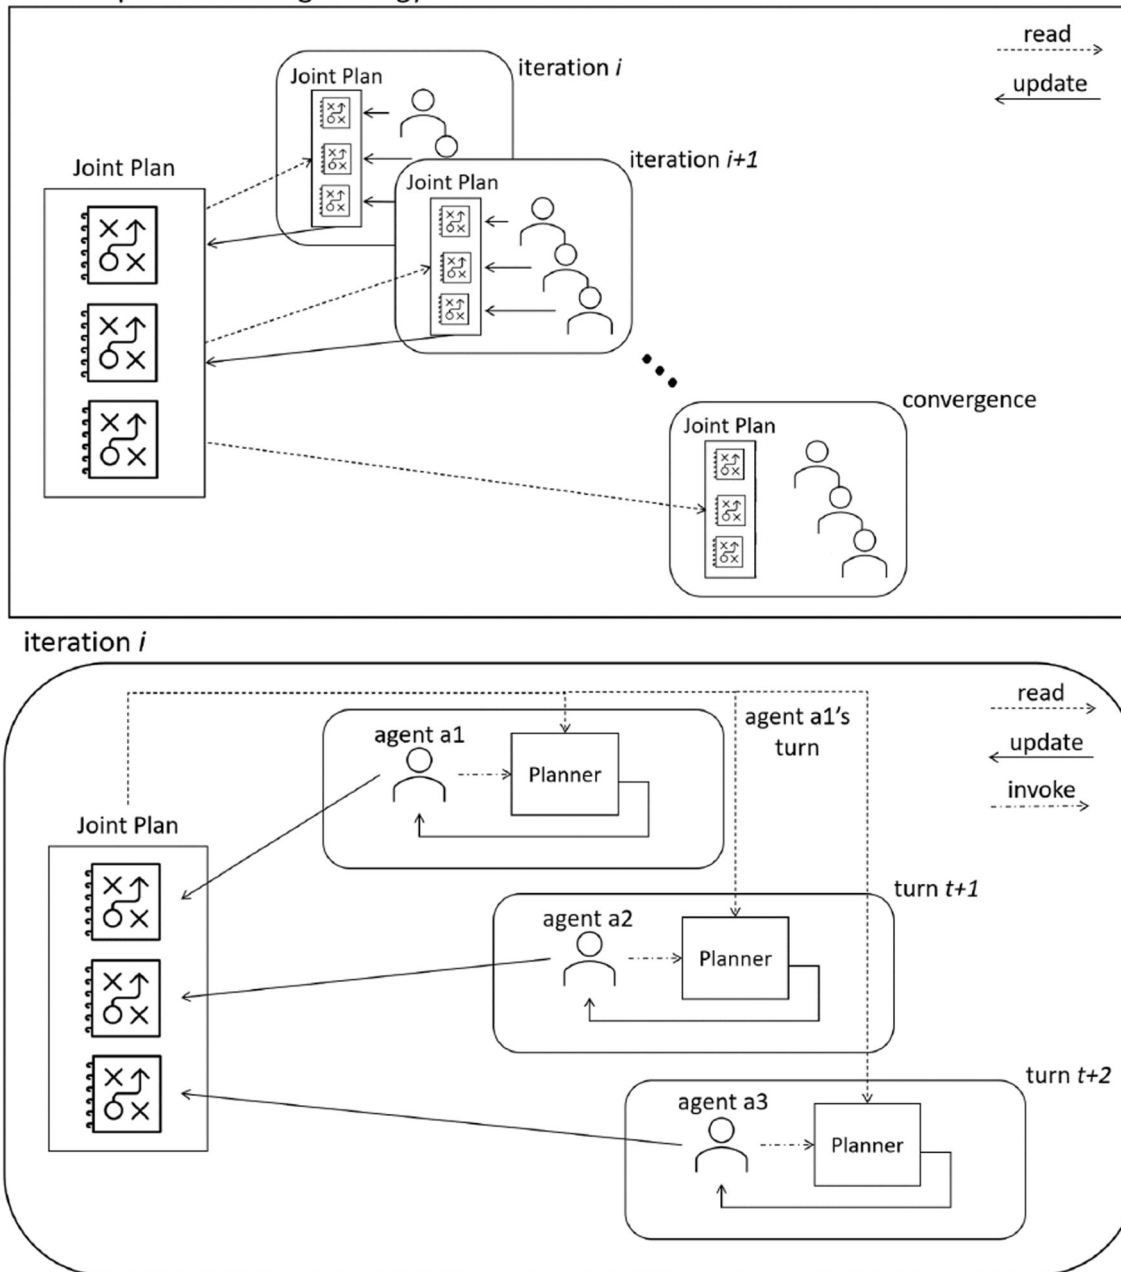 read
update
iteration i
Joint Plan
iteration i+1
Joint Plan
Joint Plan
convergence
Joint Plan
iteration i
read
update
invoke
agent a1's
turn
agent a1
Planner
Joint Plan
turn t+1
agent a2
Planner
turn t+2
agent a3
Planner